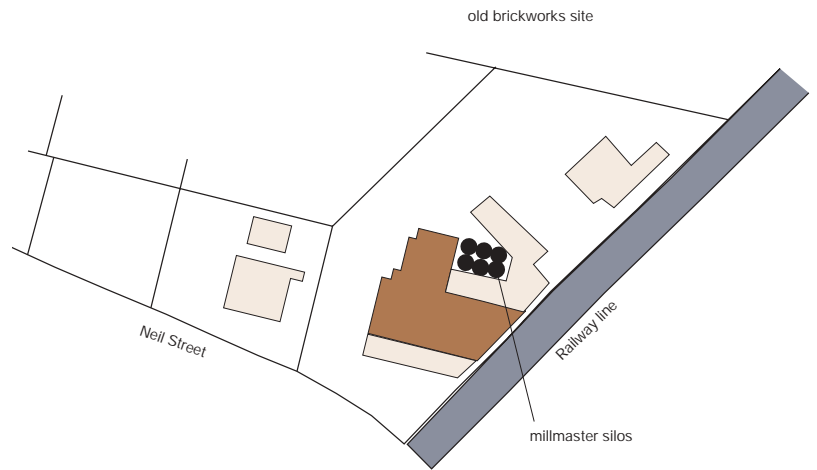 old brickworks site
Neil Street
Railway line
millmaster silos